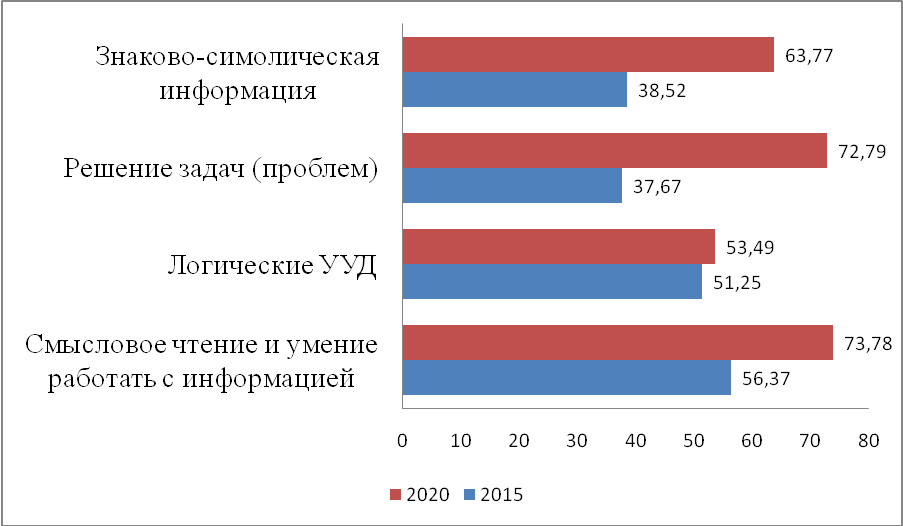 Знаково-симолическая
информация
63,77
38,52
Решение задач (проблем)
72,79
37,67
Логические УУД
53,49
51,25
Смысловое чтение и умение
работать с информацией
73,78
56,37
0 10 20 30 40 50 60 70 80
2020 2015